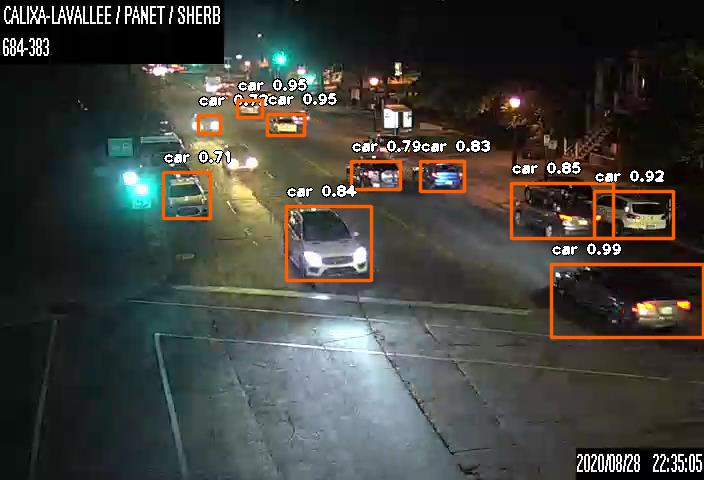 CALIXA-LAVALLEE / PANET / SHERB
684-383
car 0.95
car 0.95
car 0.79
car 0.83
car 0.71
car 0.85
car 0.92
car 0.84
car 0.99
2020/08/28 22:35:05